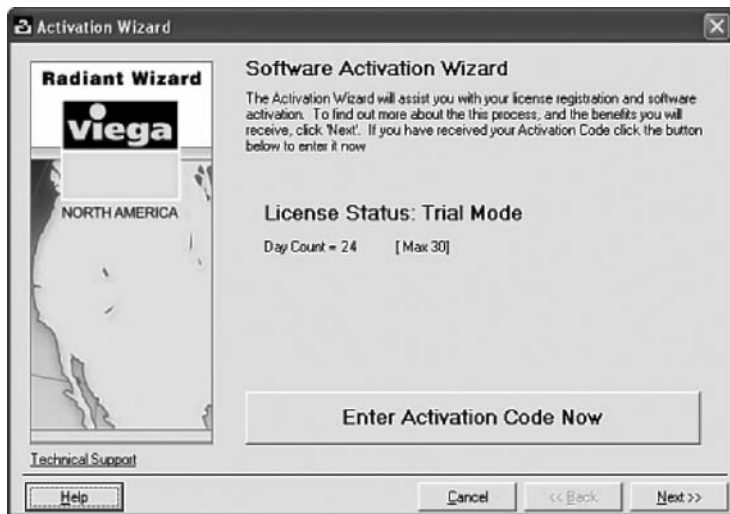 Activation Wizard
Radiant Wizard
viega
NORTH AMERICA
Technical Support
Software Activation Wizard
The Activation Wizard will assist you with your license registration and software
activation. To find out more about the this process, and the benefits you will
receive, click 'Next'. If you have received your Activation Code click the button
below to enter it now
License Status: Trial Mode
Day Count = 24 [Max 30]
Enter Activation Code Now
Help
Cancel
<< Back
Next >>